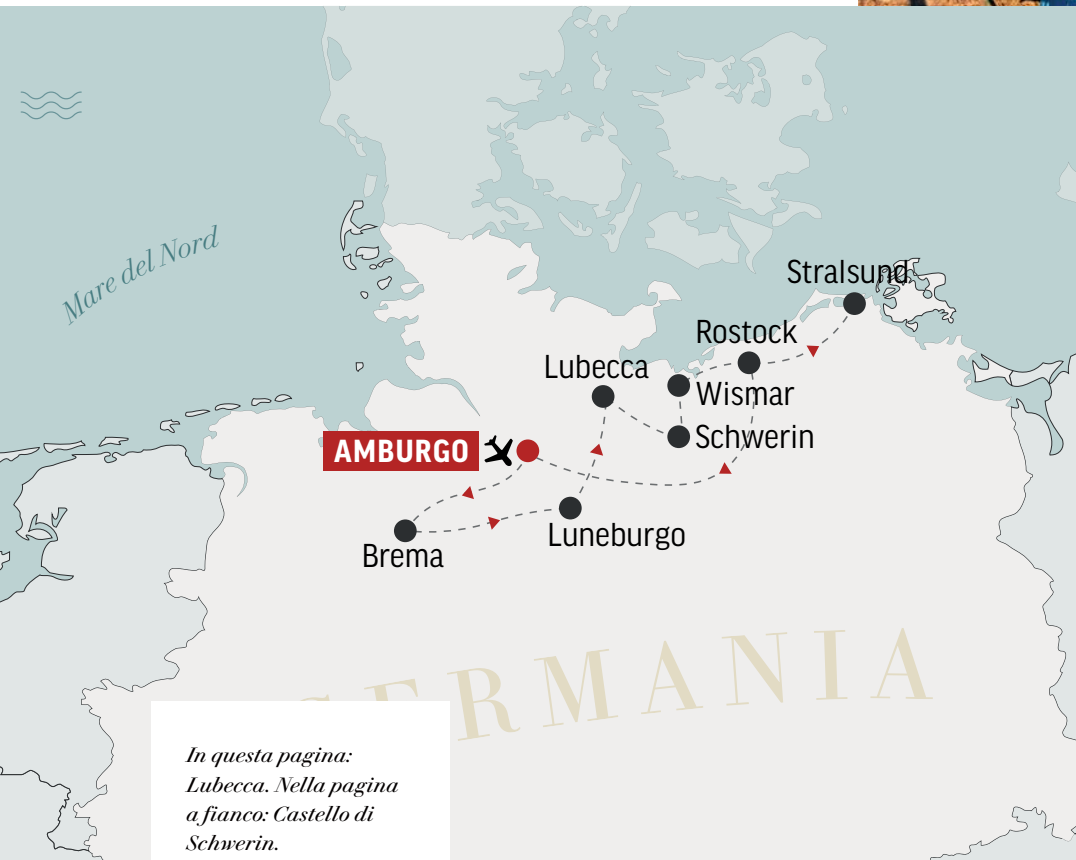 Mare del Nord
Stralsund
Rostock
Lubecca
Wismar
Schwerin
AMBURGO
Luneburgo
Brema
GERMANIA
In questa pagina:
Lubecca. Nella pagina
a fianco: Castello di
Schwerin.